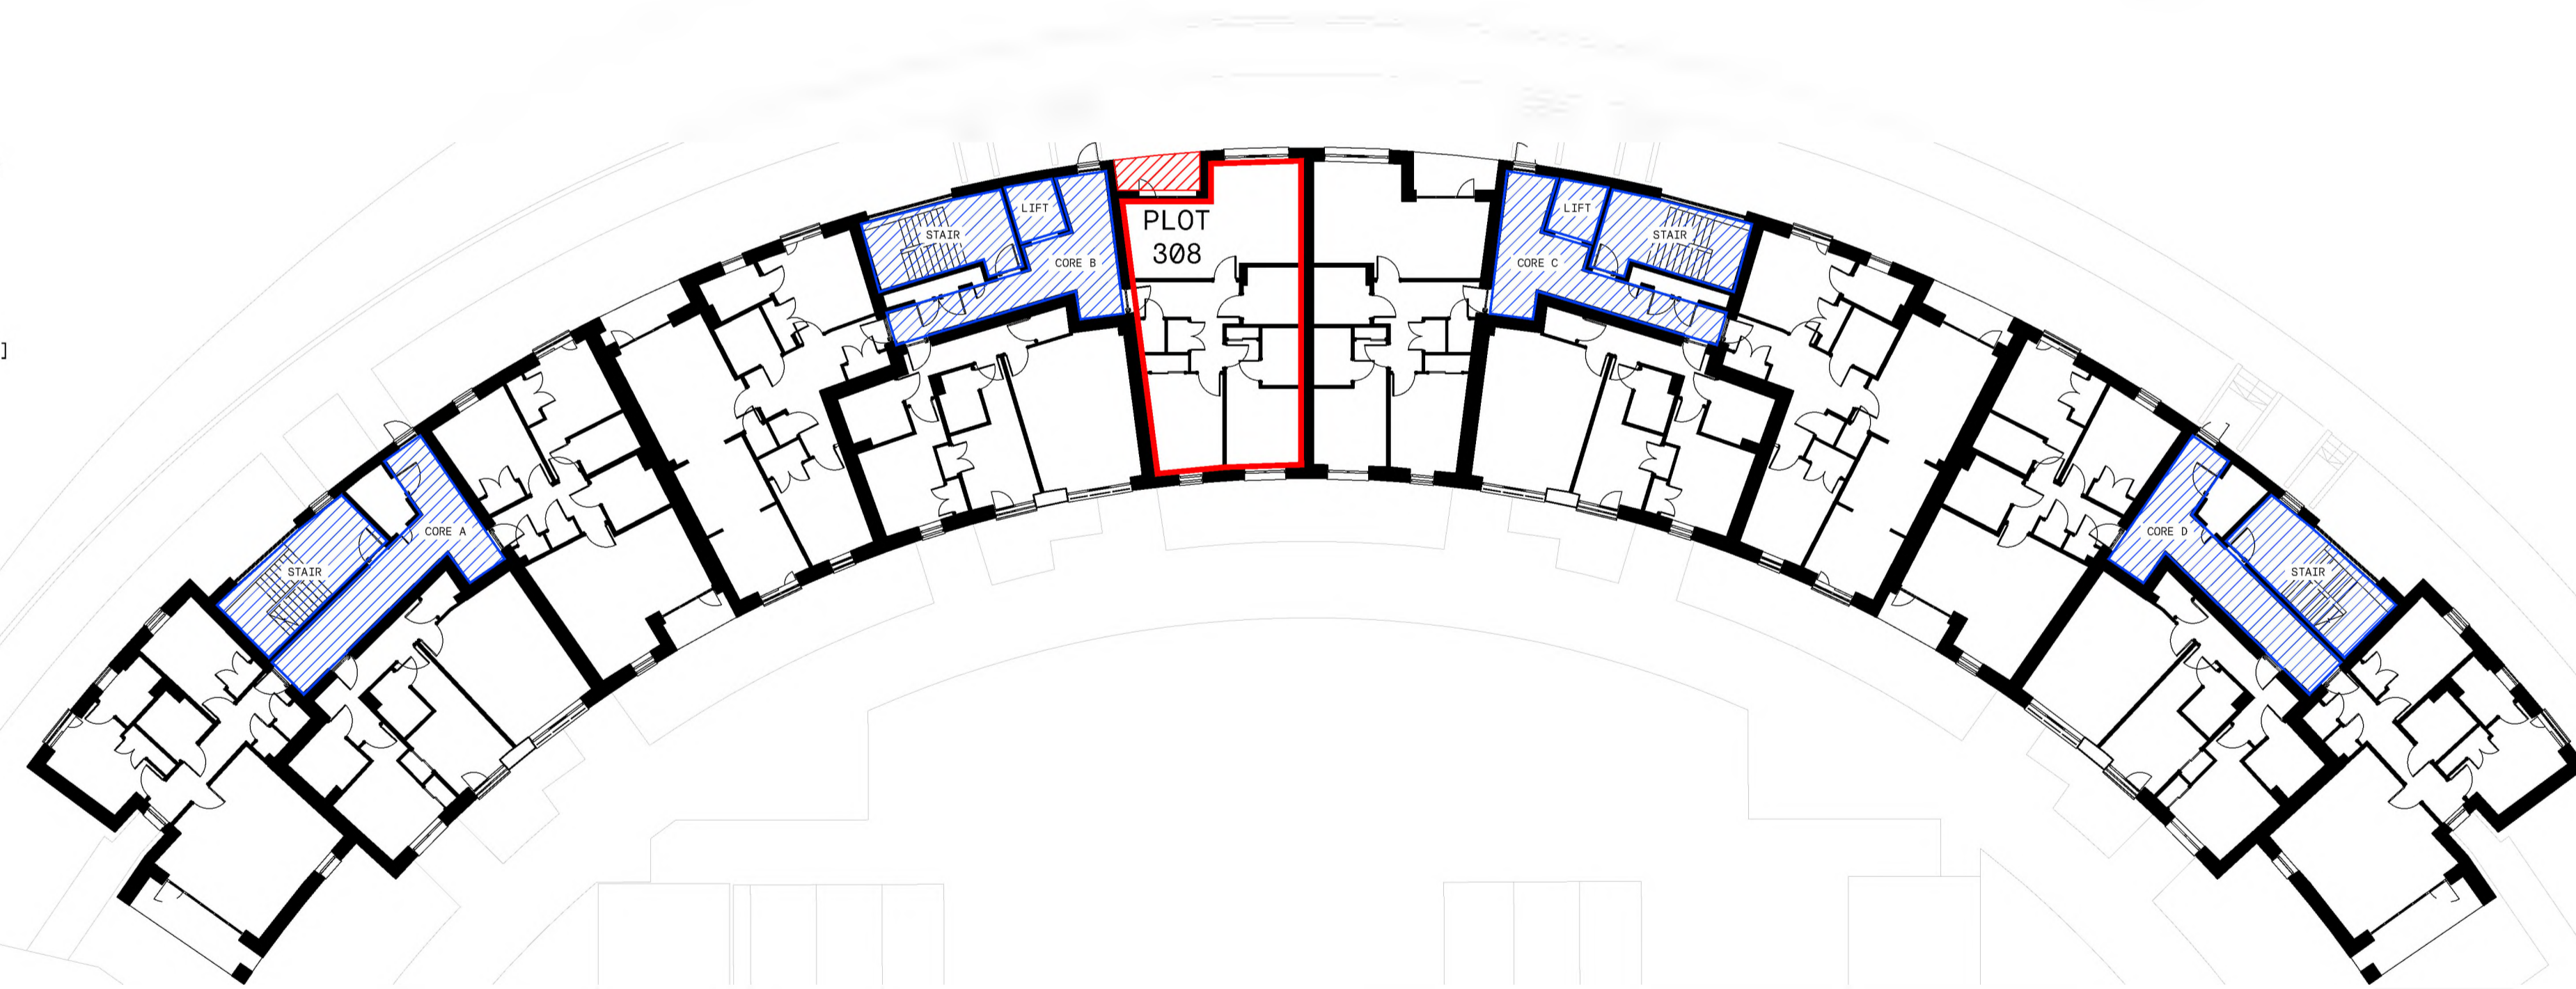 ]
STAIR
LIFT
CORE B
PLOT
308
CORE C
LIFT
STAIR
STAIR
CORE A
CORE D
STAIR